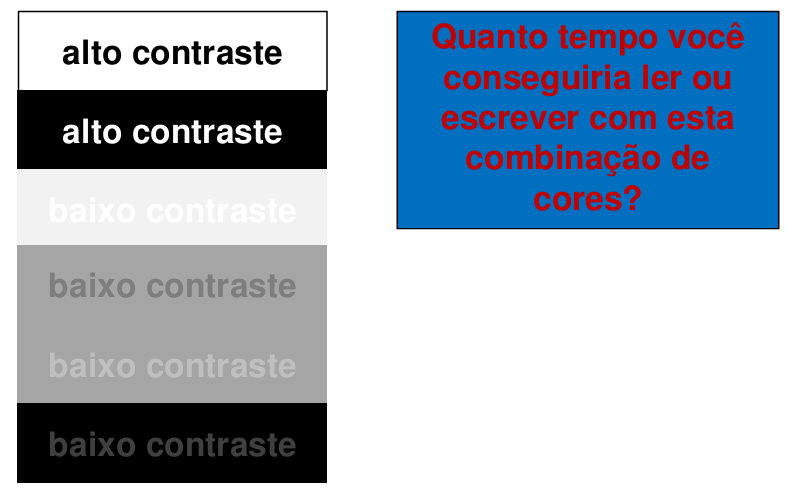 alto contraste
alto contraste
baixo contraste
baixo contraste
baixo contraste
baixo contraste
Quanto tempo você
conseguiria ler ou
escrever com esta
combinação de
cores?